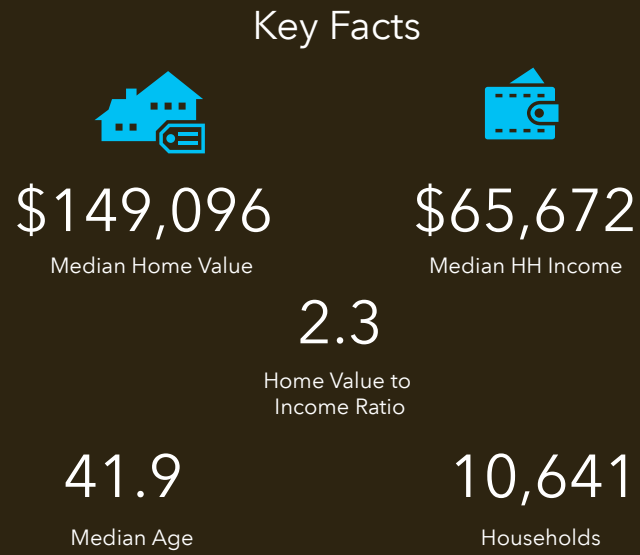 Key Facts
$149,096
Median Home Value
$65,672
Median HH Income
2.3
Home Value to
Income Ratio
41.9
Median Age
10,641
Households